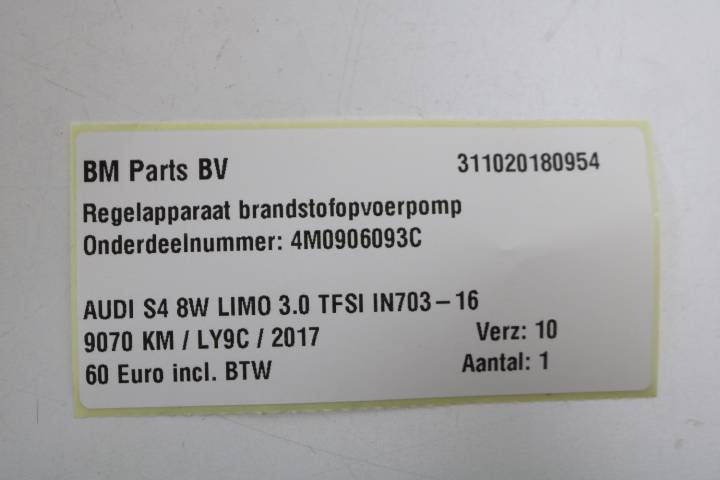 BM Parts BV 311020180954
Regelapparaat brandstofopvoerpomp
Onderdeelnummer: 4M0906093C
AUDI S4 8W LIMO 3.0 TFSI IN703-16
9070 KM / LY9C / 2017 Verz: 10
60 Euro incl. BTW Aantal: 1